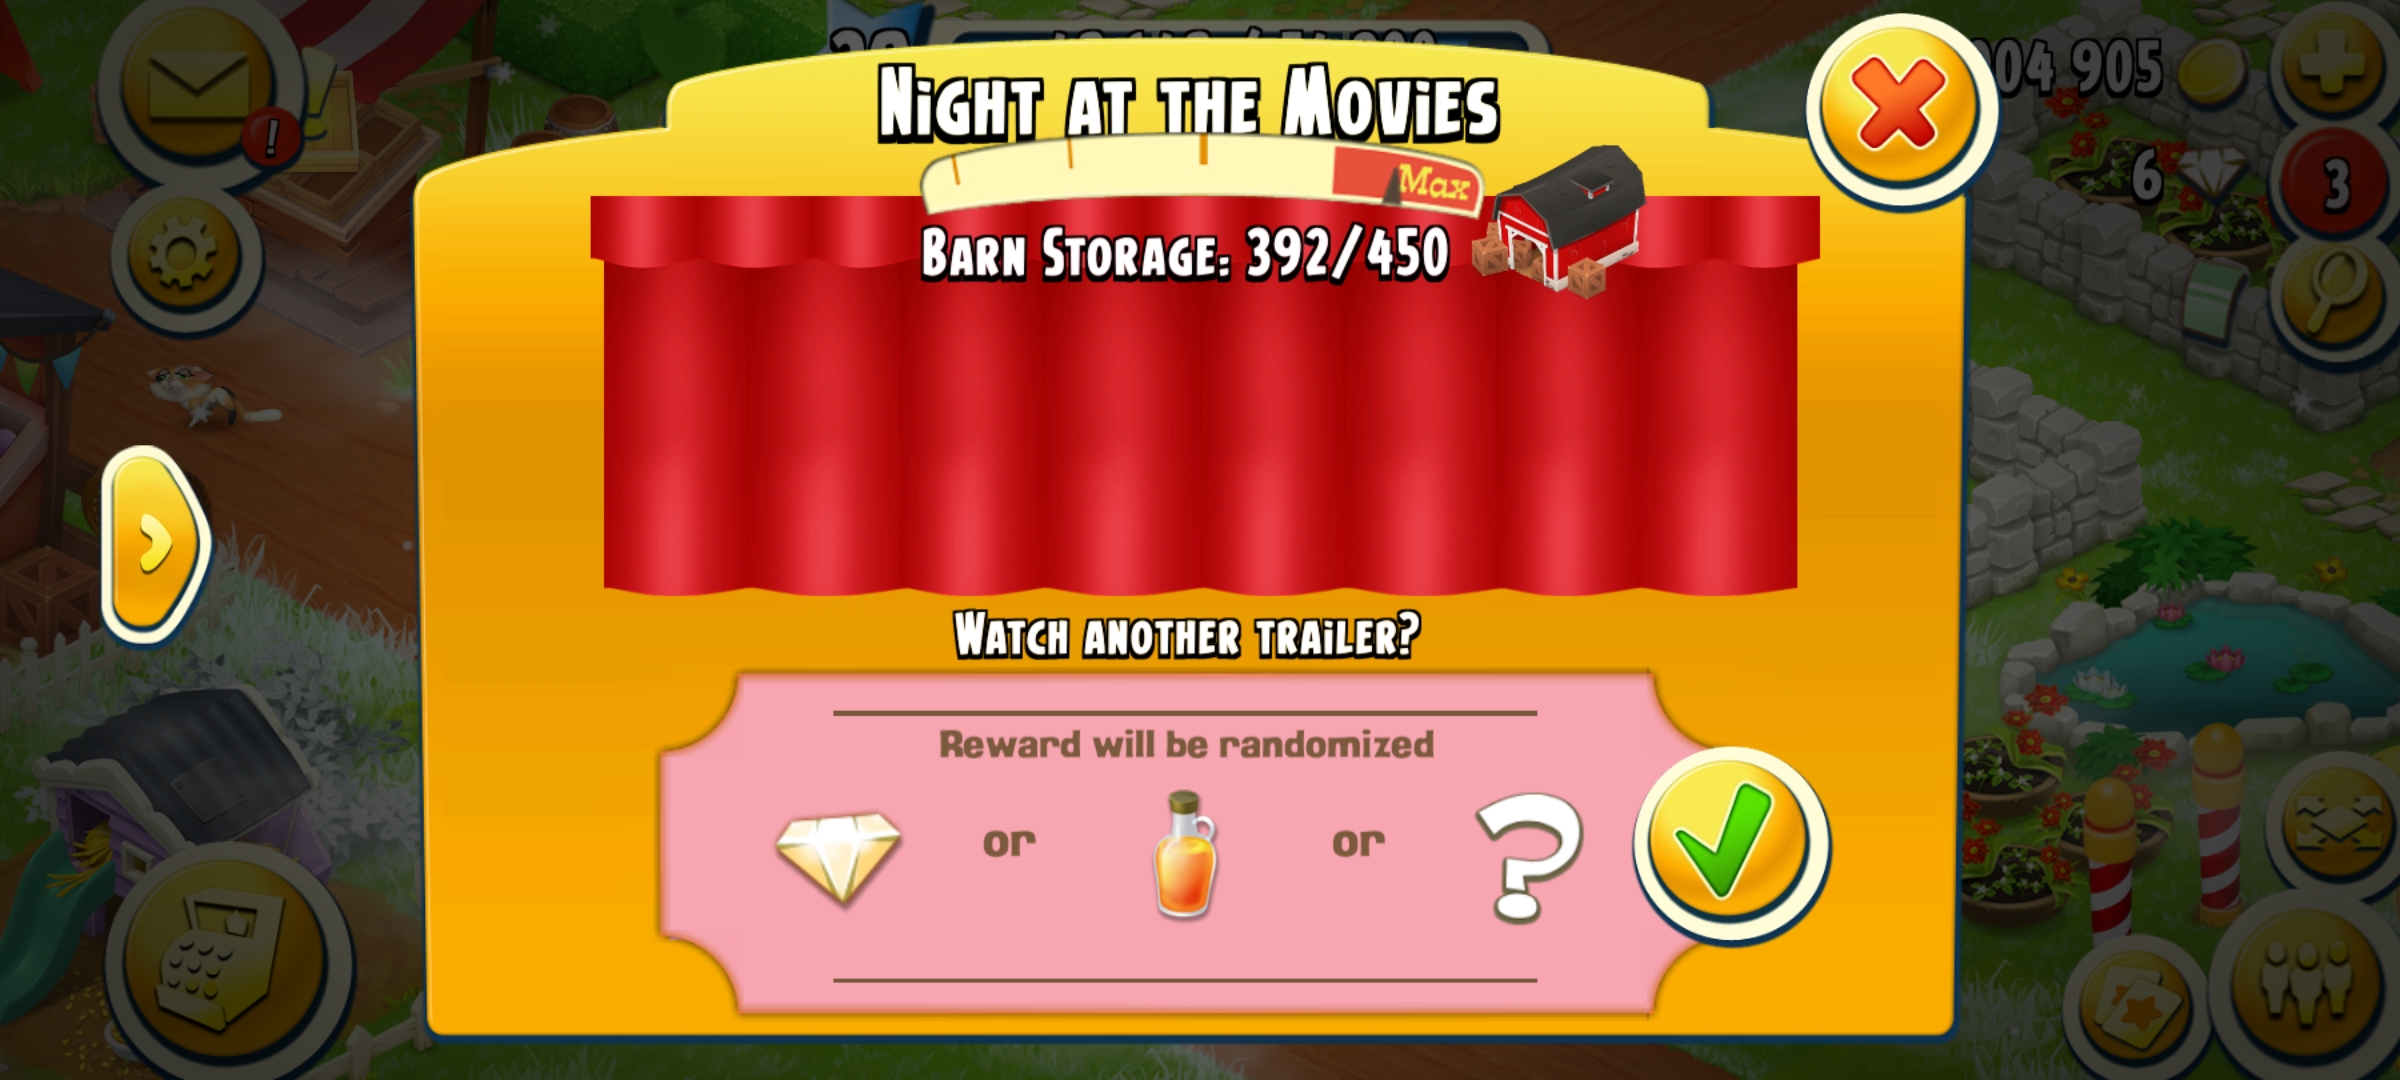 Night at the Movies
04 905
Max
6
3
Barn Storage: 392/450
Watch another trailer?
Reward will be randomized
or
or